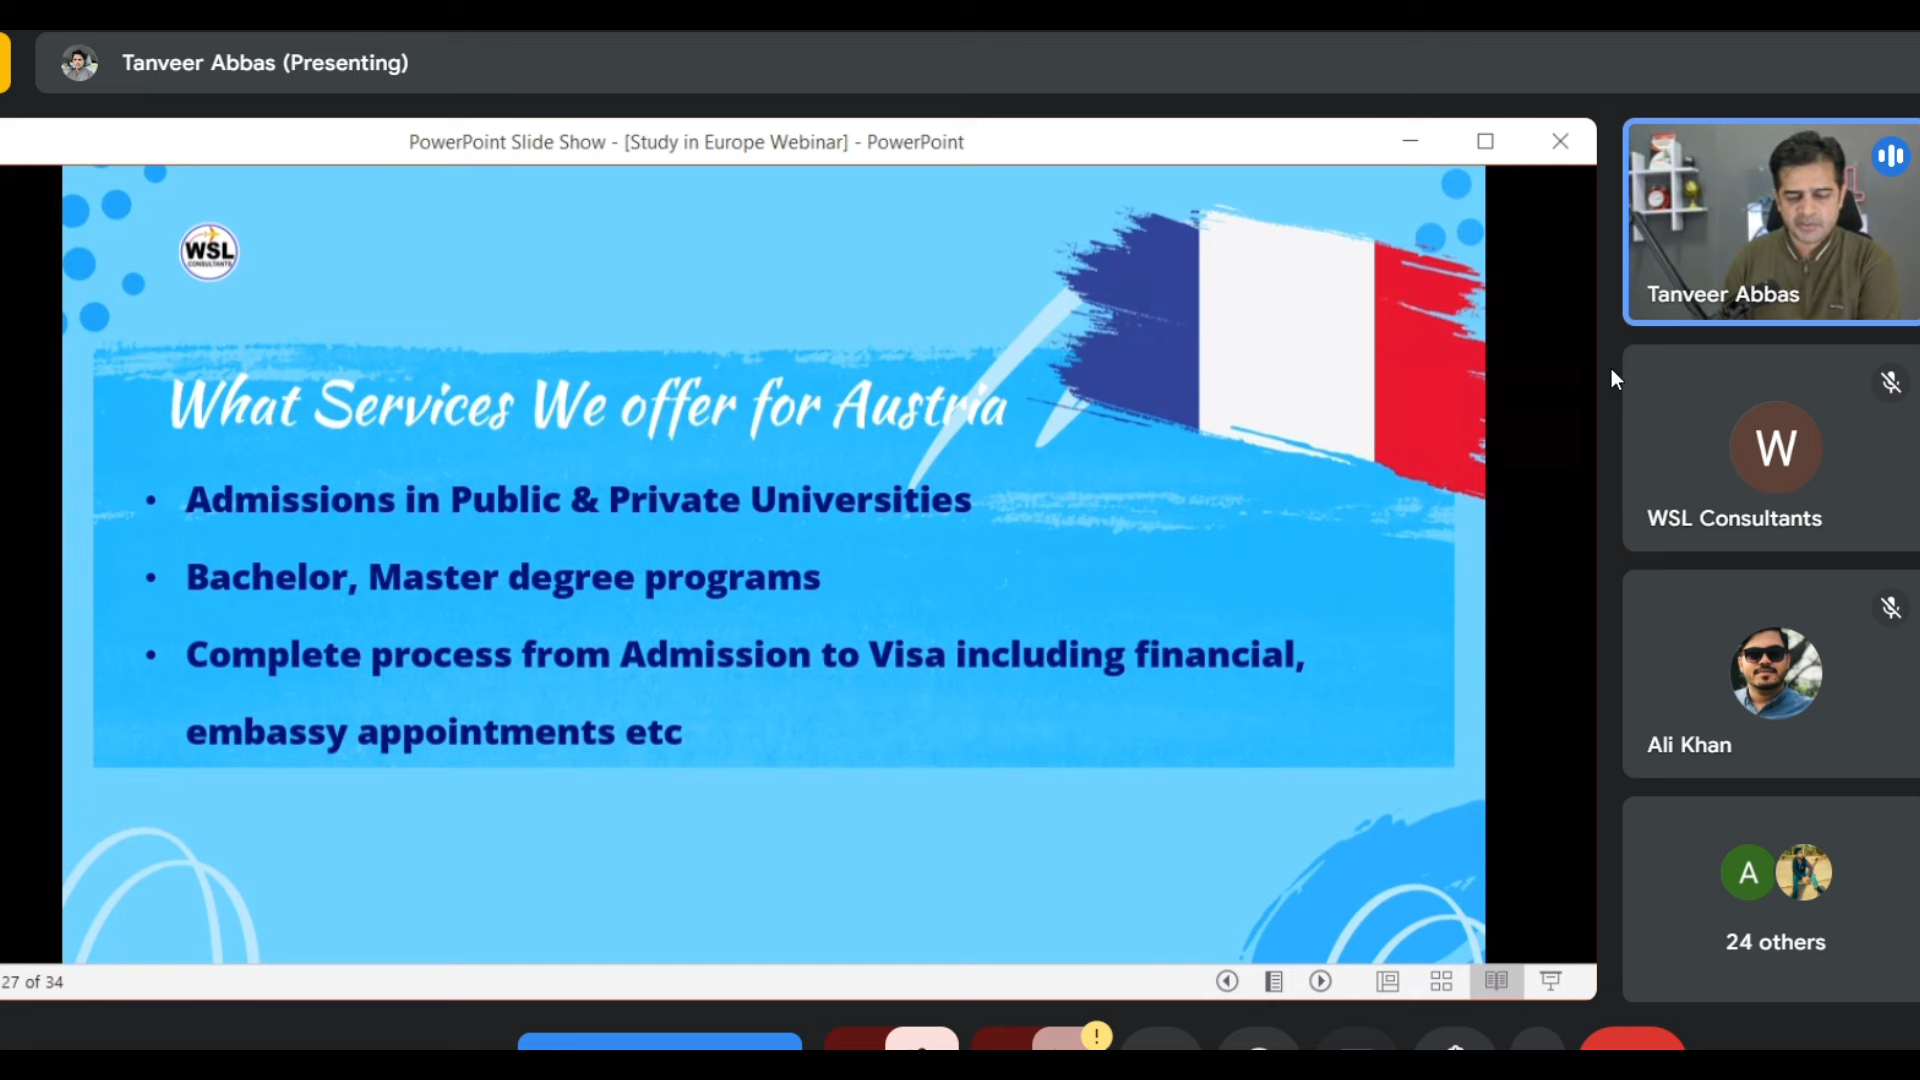 Tanveer Abbas (Presenting)
PowerPoint Slide Show - [Study in Europe Webinar] - PowerPoint
WSL
CONSULTANTS
What Services We offer for Austria
• Admissions in Public & Private Universities
• Bachelor, Master degree programs
• Complete process from Admission to Visa including financial,
embassy appointments etc
27 of 34
Tanveer Abbas
W
WSL Consultants
Ali Khan
A
24 others
!